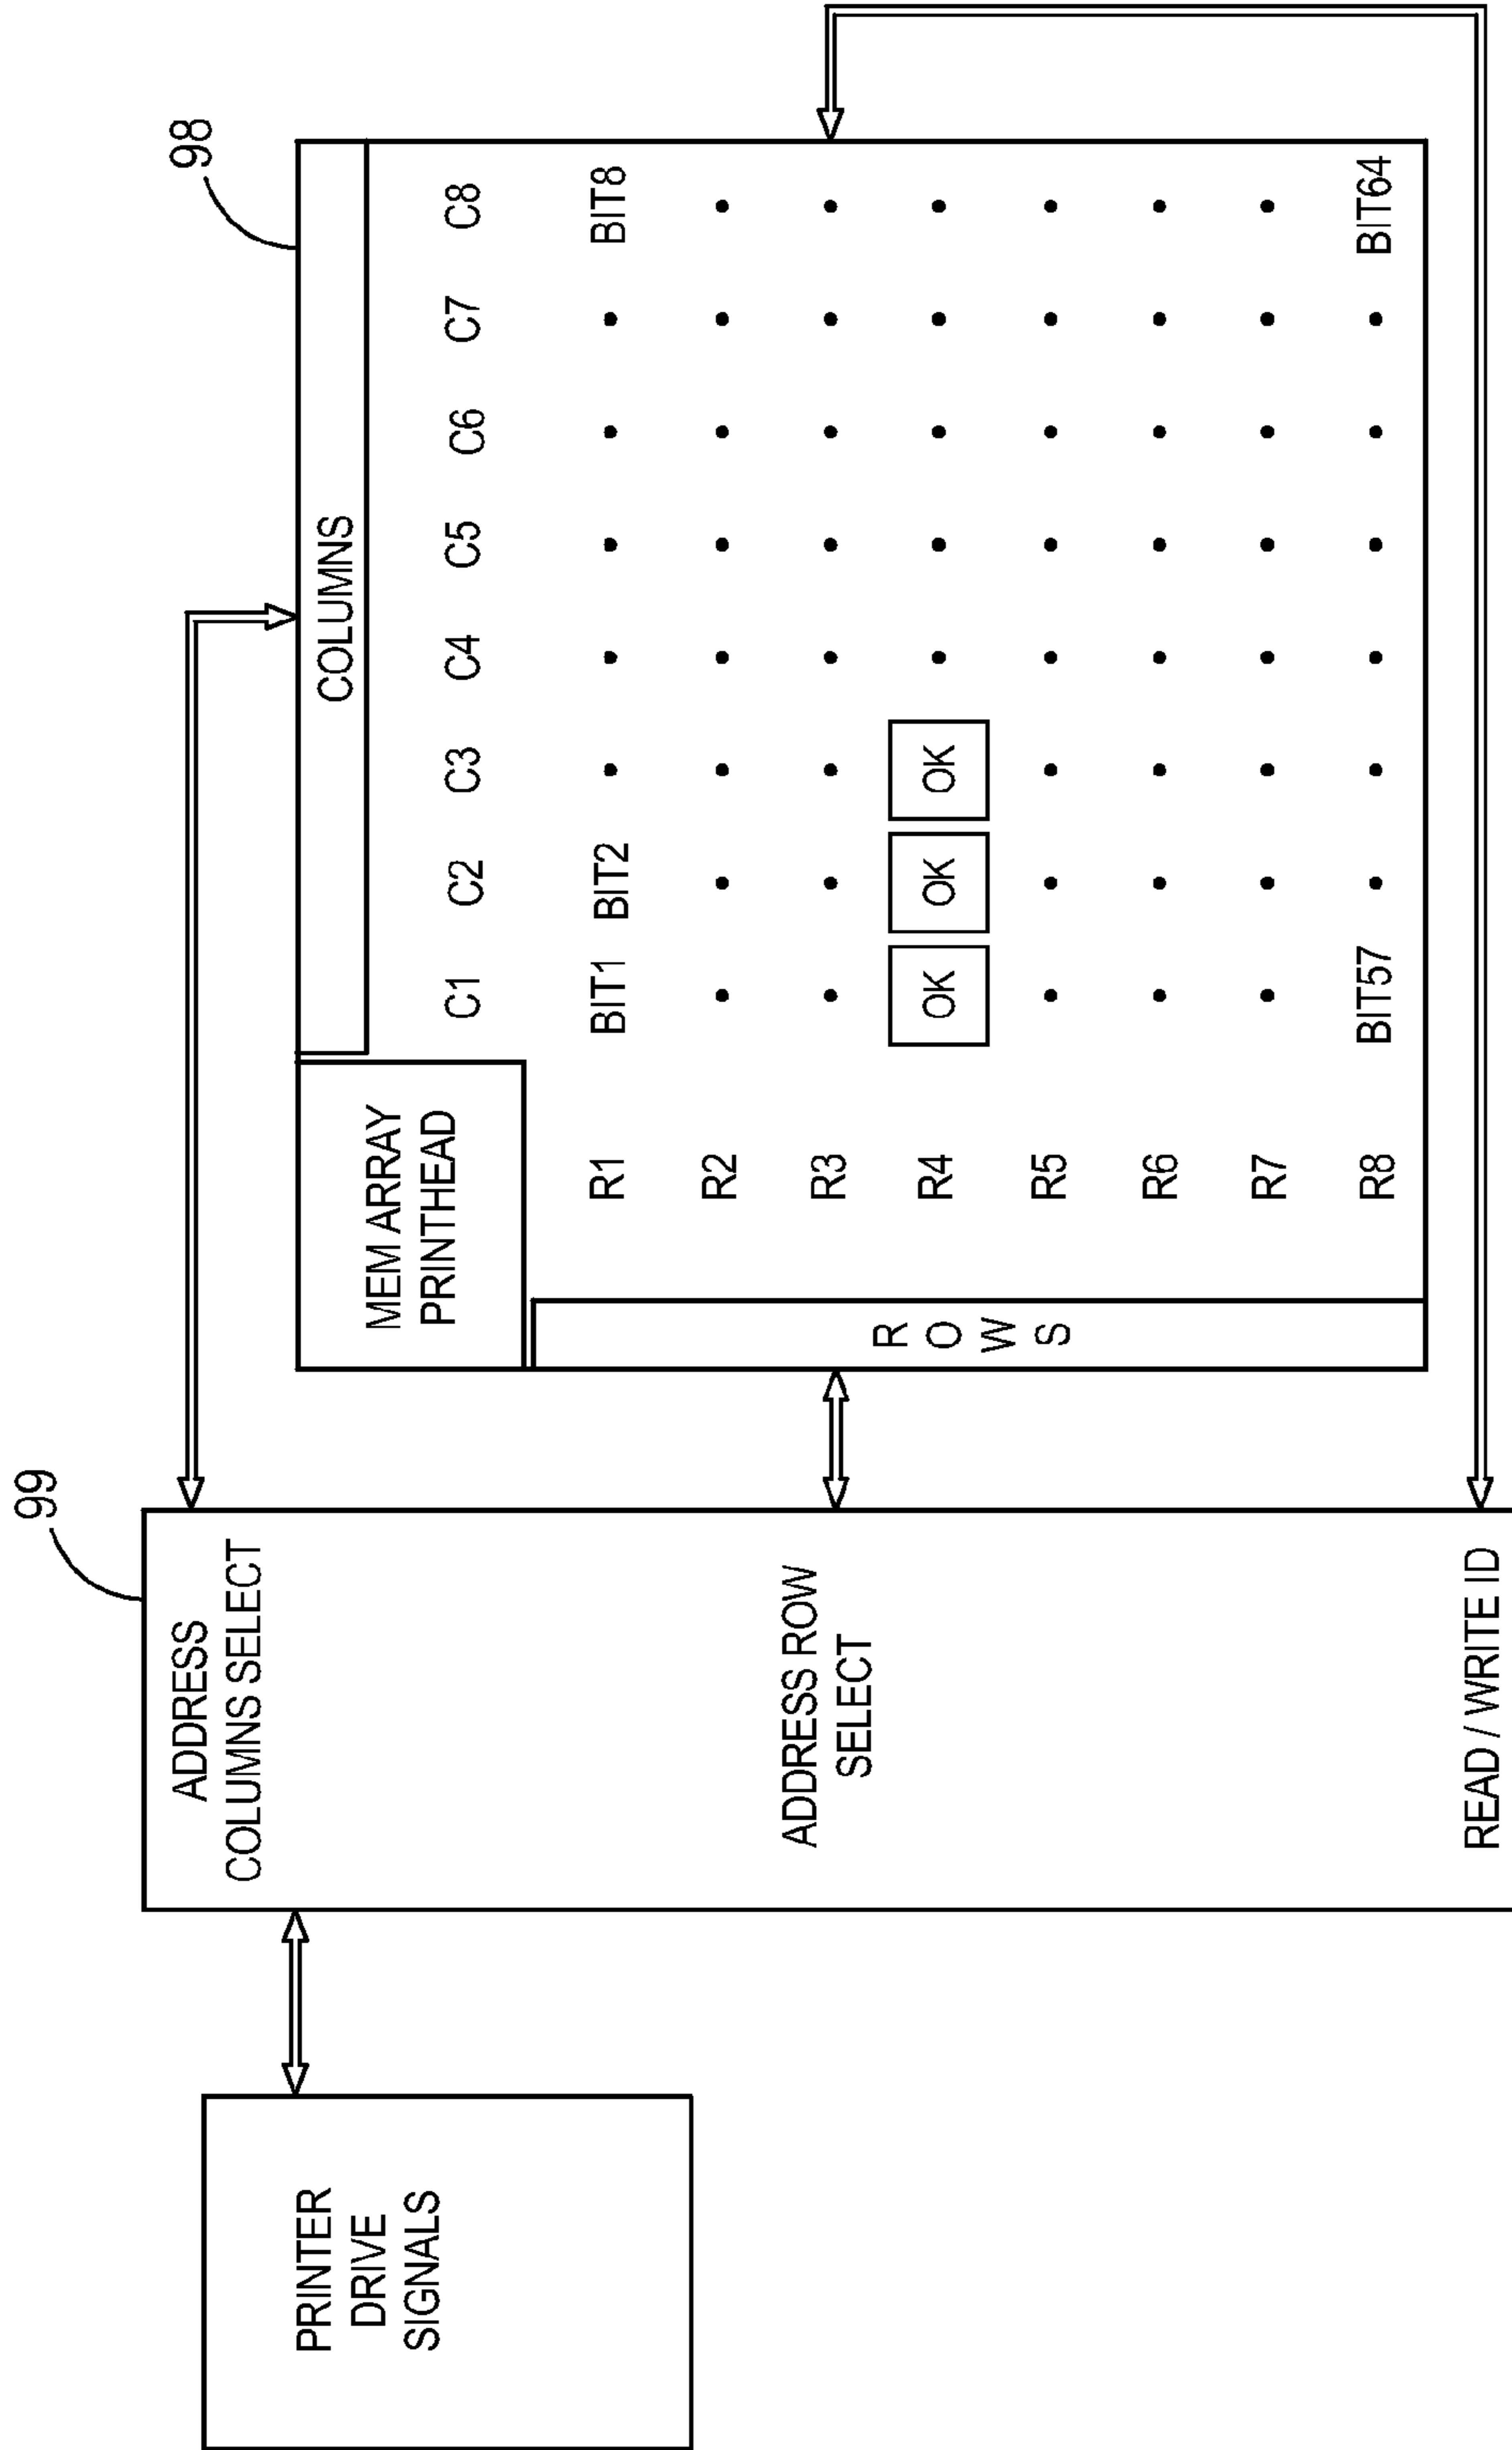 99
98
ADDRESS
COLUMNS SELECT
ADDRESS ROW
SELECT
READ / WRITE ID
PRINTER
DRIVE
SIGNALS
MEM ARRAY
PRINTHEAD
COLUMNS
ROWS
C1 C2 C3 C4 C5 C6 C7 C8
R1 BIT1 BIT2 BIT8
R2
R3
R4 OK OK OK
R5
R6
R7
R8 BIT57 BIT64